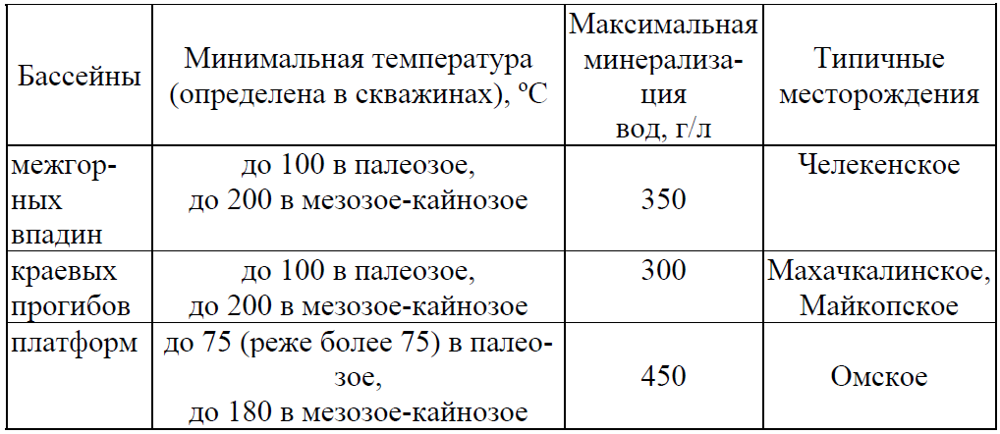 Бассейны
Минимальная температура
(определена в скважинах), ºС
Максимальная
минерализа-
ция
вод, г/л
Типичные
месторождения
межгор-
ных
впадин
до 100 в палеозое,
до 200 в мезозое-кайнозое
350
Челекенское
краевых
прогибов
до 100 в палеозое,
до 200 в мезозое-кайнозое
300
Махачкалинское,
Майкопское
платформ
до 75 (реже более 75) в палео-
зое,
до 180 в мезозое-кайнозое
450
Омское